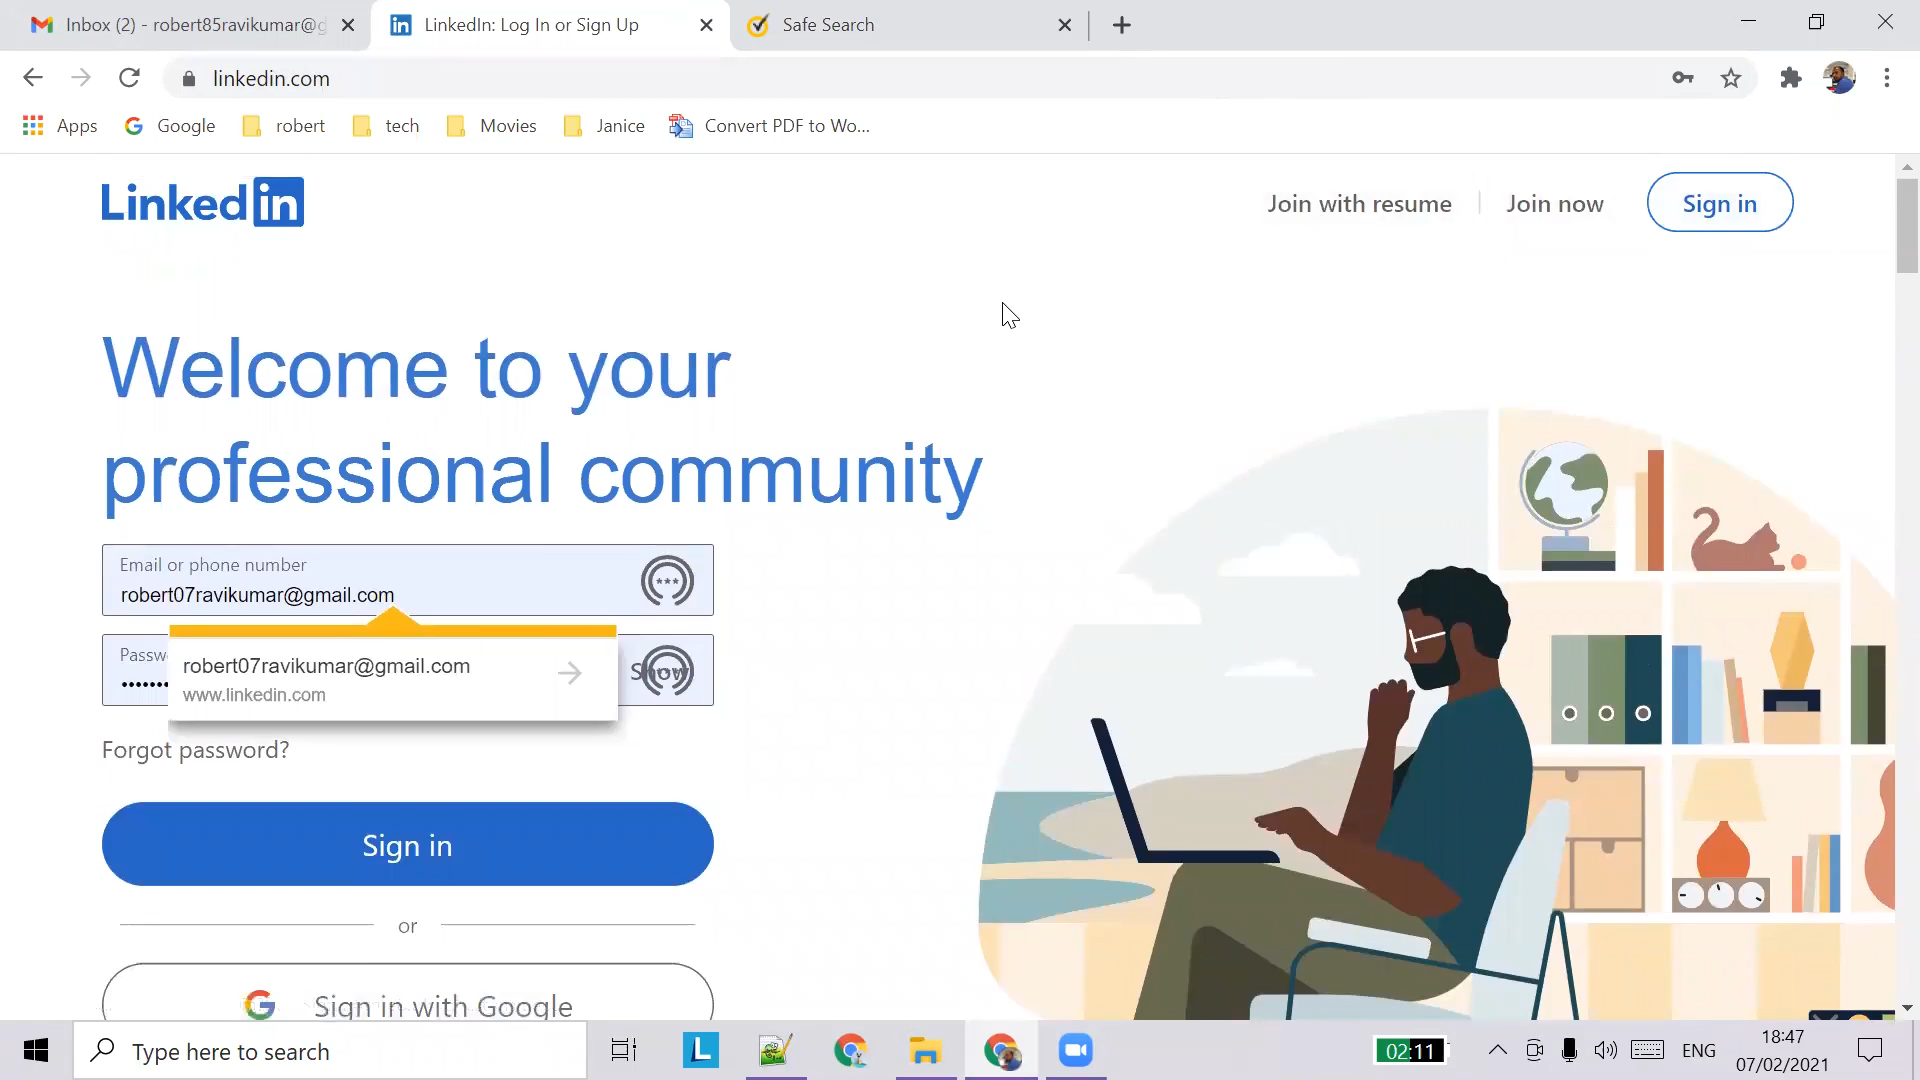 Inbox (2) - robert85ravikumar@g
LinkedIn: Log In or Sign Up
Safe Search
linkedin.com
Apps
Google
robert
tech
Movies
Janice
Convert PDF to Wo...
Linked in
Join with resume
Join now
Sign in
Welcome to your
professional community
Email or phone number
robert07ravikumar@gmail.com
Passw
robert07ravikumar@gmail.com
www.linkedin.com
Show
Forgot password?
Sign in
or
Sign in with Google
Type here to search
L
02:11
ENG
18:47
07/02/2021